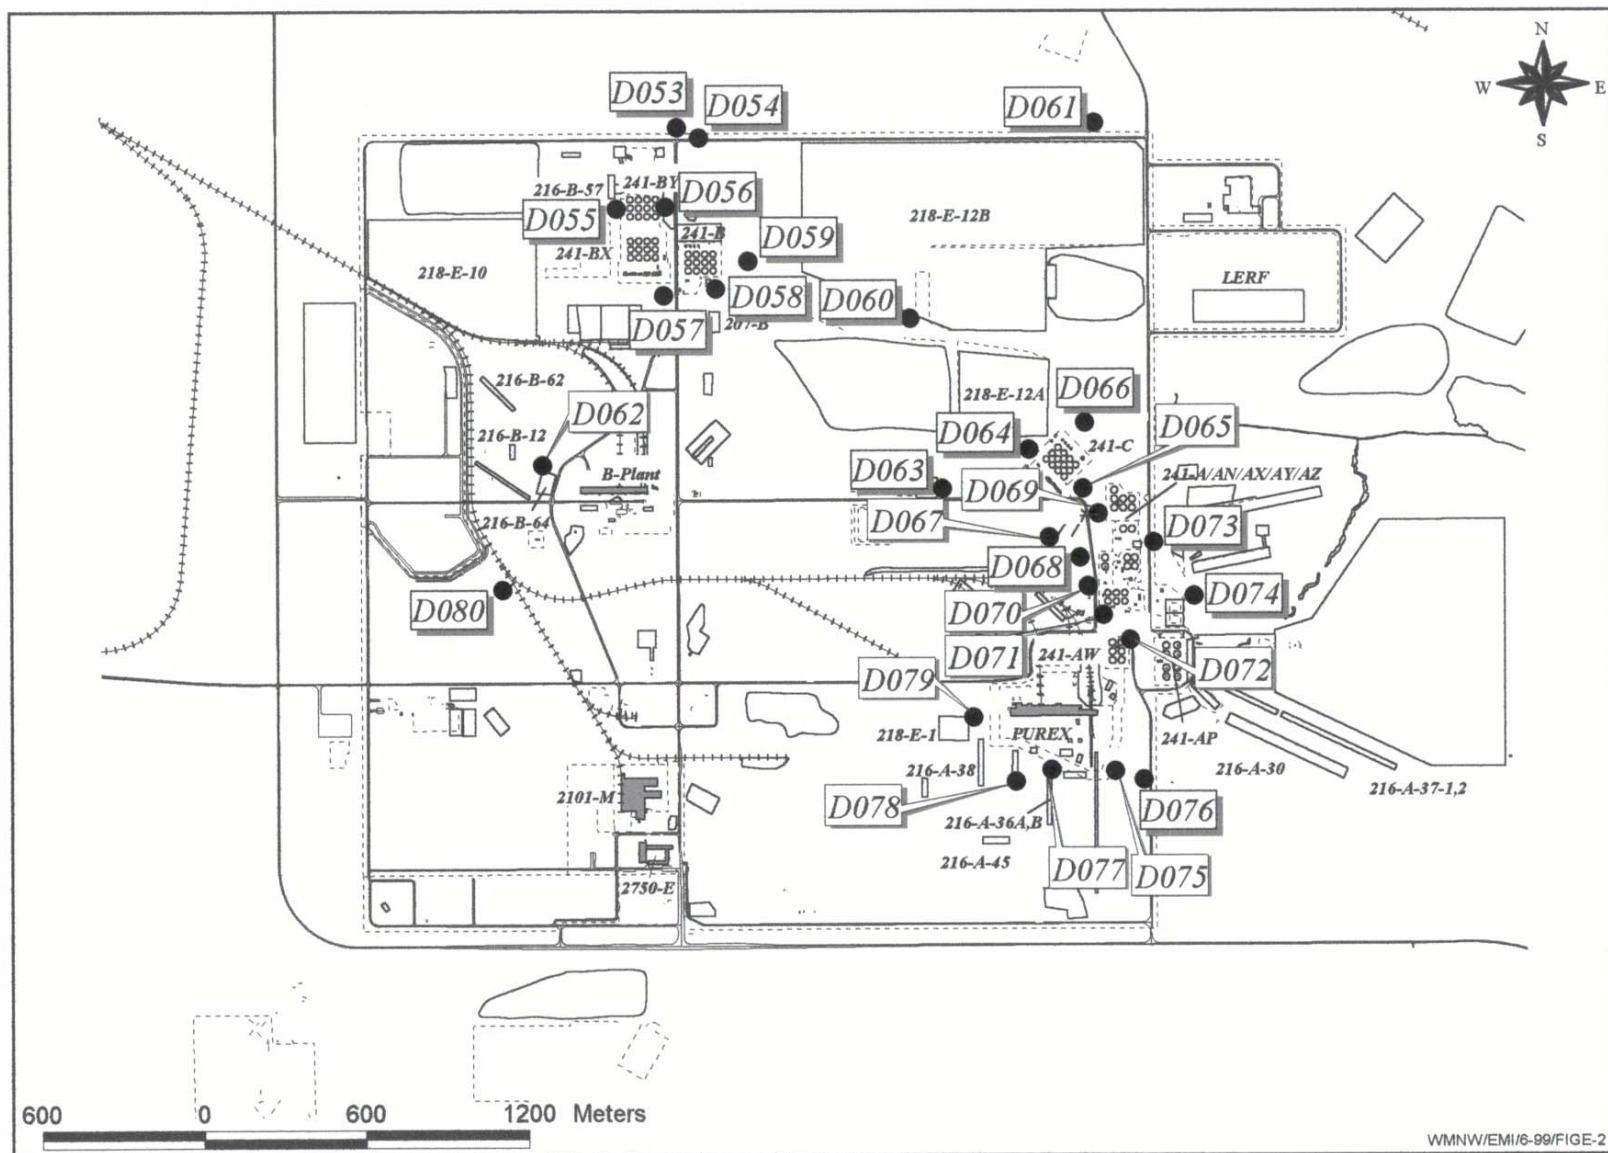 N
W E
S
D053
D054
D061
216-B-57
241-BY
D056
D055
218-E-12B
241-B
D059
241-BX
218-E-10
LERF
D058
D060
207-B
D057
216-B-62
D066
218-E-12A
D062
D065
D064
216-B-12
241-C
D063
B-Plant
241-A/AN/AX/AY/AZ
D069
D067
216-B-64
D073
D068
D080
D070
D074
D071
241-AW
D072
D079
218-E-1
PUREX
241-AP
216-A-38
216-A-30
2101-M
216-A-37-1,2
D078
D076
216-A-36A,B
216-A-45
D077
D075
2750-E
600 0 600 1200 Meters
WMNW/EMI/6-99/FIGE-2